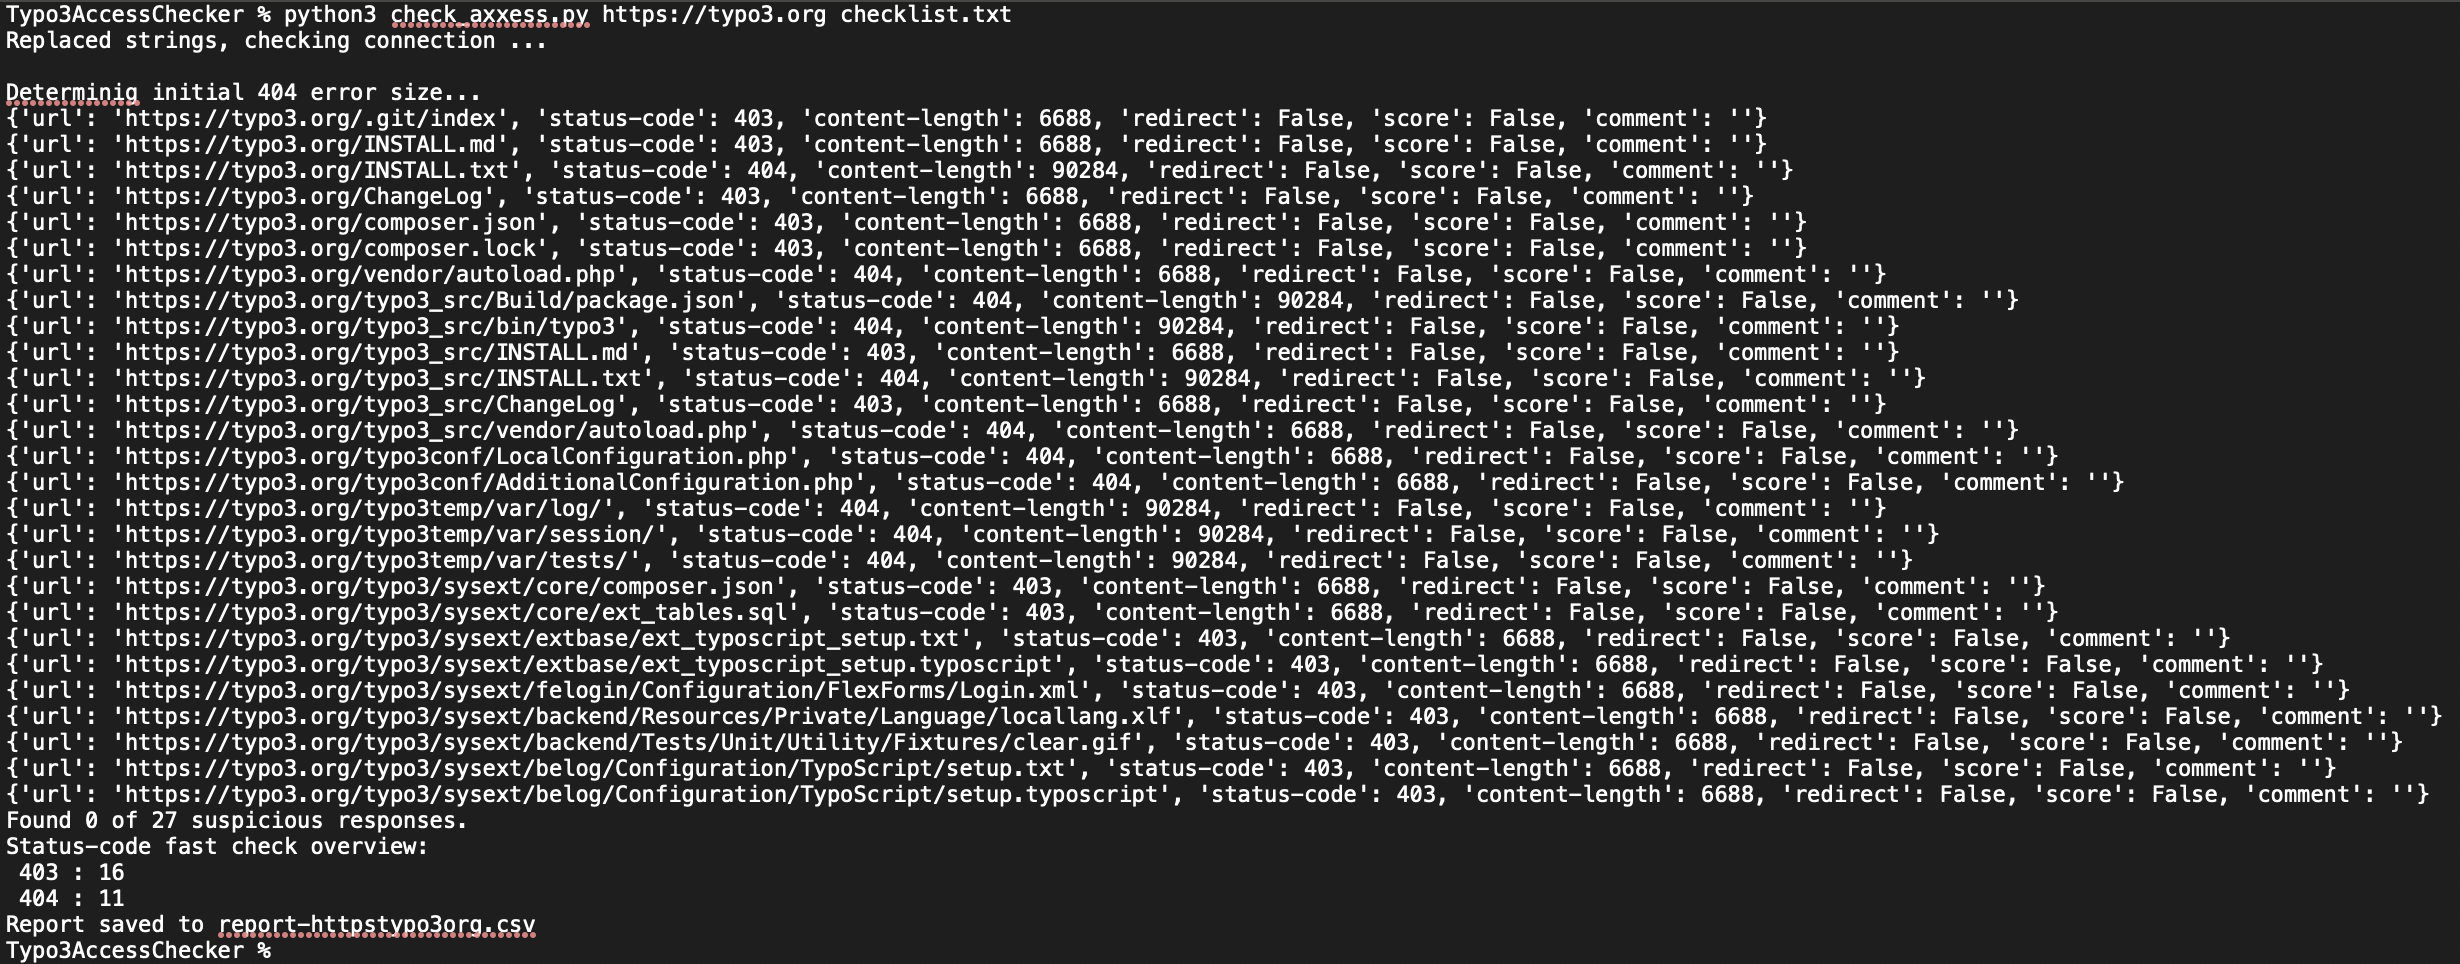 Typo3AccessChecker % python3 check_axxess.py https://typo3.org checklist.txt
Replaced strings, checking connection ...
Determinig initial 404 error size...
{'url': 'https://typo3.org/.git/index', 'status-code': 403, 'content-length': 6688, 'redirect': False, 'score': False, 'comment': ''}
{'url': 'https://typo3.org/INSTALL.md', 'status-code': 403, 'content-length': 6688, 'redirect': False, 'score': False, 'comment': ''}
{'url': 'https://typo3.org/INSTALL.txt', 'status-code': 404, 'content-length': 90284, 'redirect': False, 'score': False, 'comment': ''}
{'url': 'https://typo3.org/ChangeLog', 'status-code': 403, 'content-length': 6688, 'redirect': False, 'score': False, 'comment': ''}
{'url': 'https://typo3.org/composer.json', 'status-code': 403, 'content-length': 6688, 'redirect': False, 'score': False, 'comment': ''}
{'url': 'https://typo3.org/composer.lock', 'status-code': 403, 'content-length': 6688, 'redirect': False, 'score': False, 'comment': ''}
{'url': 'https://typo3.org/vendor/autoload.php', 'status-code': 404, 'content-length': 6688, 'redirect': False, 'score': False, 'comment': ''}
{'url': 'https://typo3.org/typo3_src/Build/package.json', 'status-code': 404, 'content-length': 90284, 'redirect': False, 'score': False, 'comment': ''}
{'url': 'https://typo3.org/typo3_src/bin/typo3', 'status-code': 404, 'content-length': 90284, 'redirect': False, 'score': False, 'comment': ''}
{'url': 'https://typo3.org/typo3_src/INSTALL.md', 'status-code': 403, 'content-length': 6688, 'redirect': False, 'score': False, 'comment': ''}
{'url': 'https://typo3.org/typo3_src/INSTALL.txt', 'status-code': 404, 'content-length': 90284, 'redirect': False, 'score': False, 'comment': ''}
{'url': 'https://typo3.org/typo3_src/ChangeLog', 'status-code': 403, 'content-length': 6688, 'redirect': False, 'score': False, 'comment': ''}
{'url': 'https://typo3.org/typo3_src/vendor/autoload.php', 'status-code': 404, 'content-length': 6688, 'redirect': False, 'score': False, 'comment': ''}
{'url': 'https://typo3.org/typo3conf/LocalConfiguration.php', 'status-code': 404, 'content-length': 6688, 'redirect': False, 'score': False, 'comment': ''}
{'url': 'https://typo3.org/typo3conf/AdditionalConfiguration.php', 'status-code': 404, 'content-length': 6688, 'redirect': False, 'score': False, 'comment': ''}
{'url': 'https://typo3.org/typo3temp/var/log/', 'status-code': 404, 'content-length': 90284, 'redirect': False, 'score': False, 'comment': ''}
{'url': 'https://typo3.org/typo3temp/var/session/', 'status-code': 404, 'content-length': 90284, 'redirect': False, 'score': False, 'comment': ''}
{'url': 'https://typo3.org/typo3temp/var/tests/', 'status-code': 404, 'content-length': 90284, 'redirect': False, 'score': False, 'comment': ''}
{'url': 'https://typo3.org/typo3/sysext/core/composer.json', 'status-code': 403, 'content-length': 6688, 'redirect': False, 'score': False, 'comment': ''}
{'url': 'https://typo3.org/typo3/sysext/core/ext_tables.sql', 'status-code': 403, 'content-length': 6688, 'redirect': False, 'score': False, 'comment': ''}
{'url': 'https://typo3.org/typo3/sysext/extbase/ext_typoscript_setup.txt', 'status-code': 403, 'content-length': 6688, 'redirect': False, 'score': False, 'comment': ''}
{'url': 'https://typo3.org/typo3/sysext/extbase/ext_typoscript_setup.typoscript', 'status-code': 403, 'content-length': 6688, 'redirect': False, 'score': False, 'comment': ''}
{'url': 'https://typo3.org/typo3/sysext/felogin/Configuration/FlexForms/Login.xml', 'status-code': 403, 'content-length': 6688, 'redirect': False, 'score': False, 'comment': ''}
{'url': 'https://typo3.org/typo3/sysext/backend/Resources/Private/Language/locallang.xlf', 'status-code': 403, 'content-length': 6688, 'redirect': False, 'score': False, 'comment': ''}
{'url': 'https://typo3.org/typo3/sysext/backend/Tests/Unit/Utility/Fixtures/clear.gif', 'status-code': 403, 'content-length': 6688, 'redirect': False, 'score': False, 'comment': ''}
{'url': 'https://typo3.org/typo3/sysext/belog/Configuration/TypoScript/setup.txt', 'status-code': 403, 'content-length': 6688, 'redirect': False, 'score': False, 'comment': ''}
{'url': 'https://typo3.org/typo3/sysext/belog/Configuration/TypoScript/setup.typoscript', 'status-code': 403, 'content-length': 6688, 'redirect': False, 'score': False, 'comment': ''}
Found 0 of 27 suspicious responses.
Status-code fast check overview:
 403 : 16
 404 : 11
Report saved to report-httpstypo3org.csv
Typo3AccessChecker %